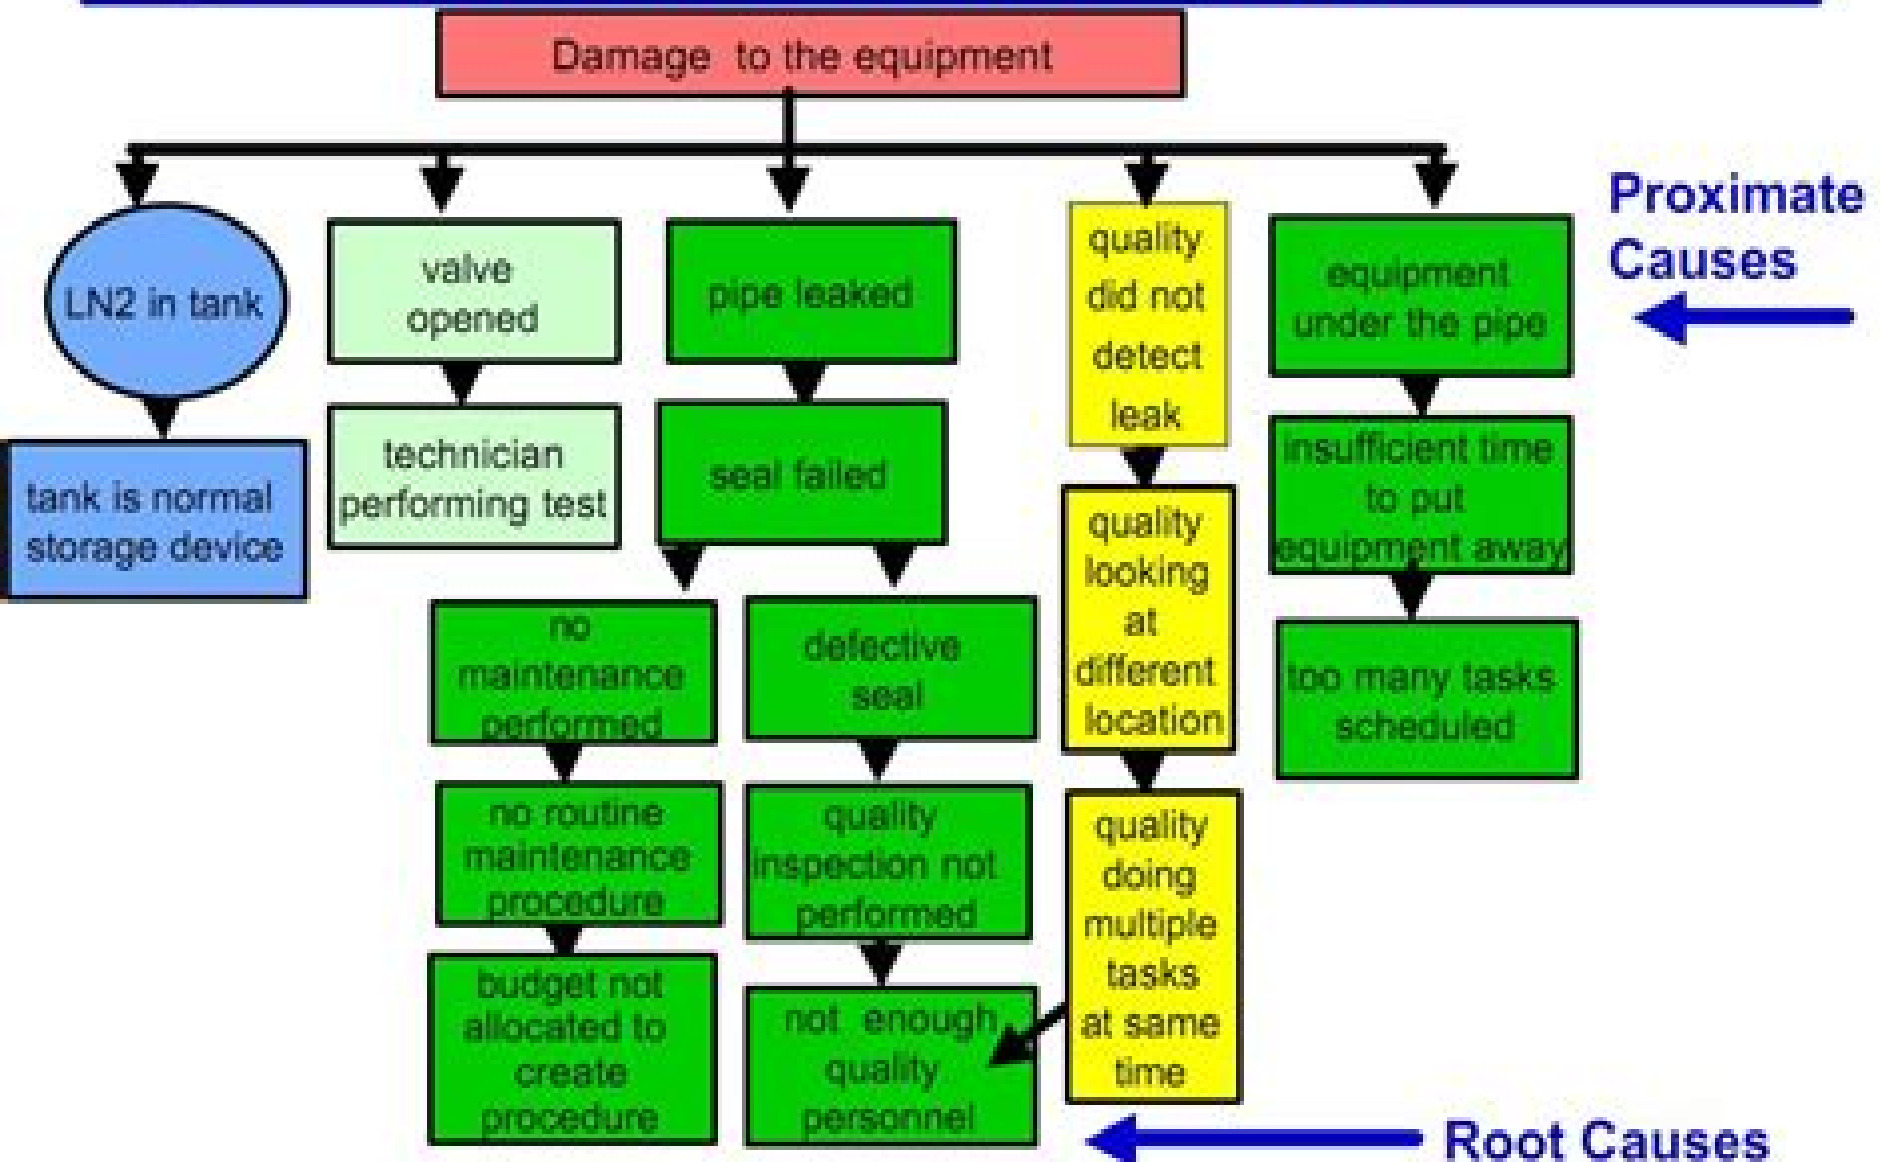 Damage to the equipment
Proximate
Causes
LN2 in tank
valve
opened
pipe leaked
quality
did not
detect
leak
equipment
under the pipe
tank is normal
storage device
technician
performing test
seal failed
quality
looking
at
different
location
insufficient time
to put
equipment away
no
maintenance
performed
defective
seal
too many tasks
scheduled
no routine
maintenance
procedure
quality
inspection not
performed
quality
doing
multiple
tasks
at same
time
budget not
allocated to
create
procedure
not enough
quality
personnel
Root Causes